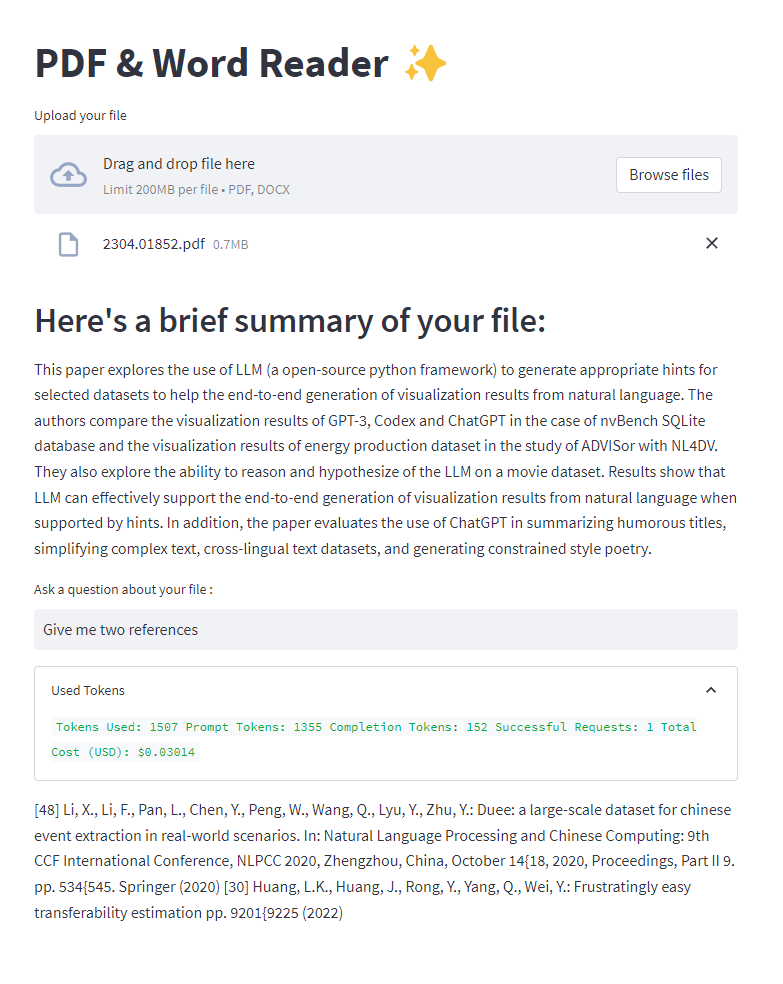 PDF & Word Reader ✨
Upload your file
Drag and drop file here
Limit 200MB per file • PDF, DOCX
Browse files
2304.01852.pdf 0.7MB
Here's a brief summary of your file:
This paper explores the use of LLM (a open-source python framework) to generate appropriate hints for
selected datasets to help the end-to-end generation of visualization results from natural language. The
authors compare the visualization results of GPT-3, Codex and ChatGPT in the case of nvBench SQLite
database and the visualization results of energy production dataset in the study of ADVISor with NL4DV.
They also explore the ability to reason and hypothesize of the LLM on a movie dataset. Results show that
LLM can effectively support the end-to-end generation of visualization results from natural language when
supported by hints. In addition, the paper evaluates the use of ChatGPT in summarizing humorous titles,
simplifying complex text, cross-lingual text datasets, and generating constrained style poetry.
Ask a question about your file :
Give me two references
Used Tokens
Tokens Used: 1507 Prompt Tokens: 1355 Completion Tokens: 152 Successful Requests: 1 Total
Cost (USD): $0.03014
[48] Li, X., Li, F., Pan, L., Chen, Y., Peng, W., Wang, Q., Lyu, Y., Zhu, Y.: Duee: a large-scale dataset for chinese
event extraction in real-world scenarios. In: Natural Language Processing and Chinese Computing: 9th
CCF International Conference, NLPCC 2020, Zhengzhou, China, October 14{18, 2020, Proceedings, Part II 9.
pp. 534{545. Springer (2020) [30] Huang, L.K., Huang, J., Rong, Y., Yang, Q., Wei, Y.: Frustratingly easy
transferability estimation pp. 9201{9225 (2022)